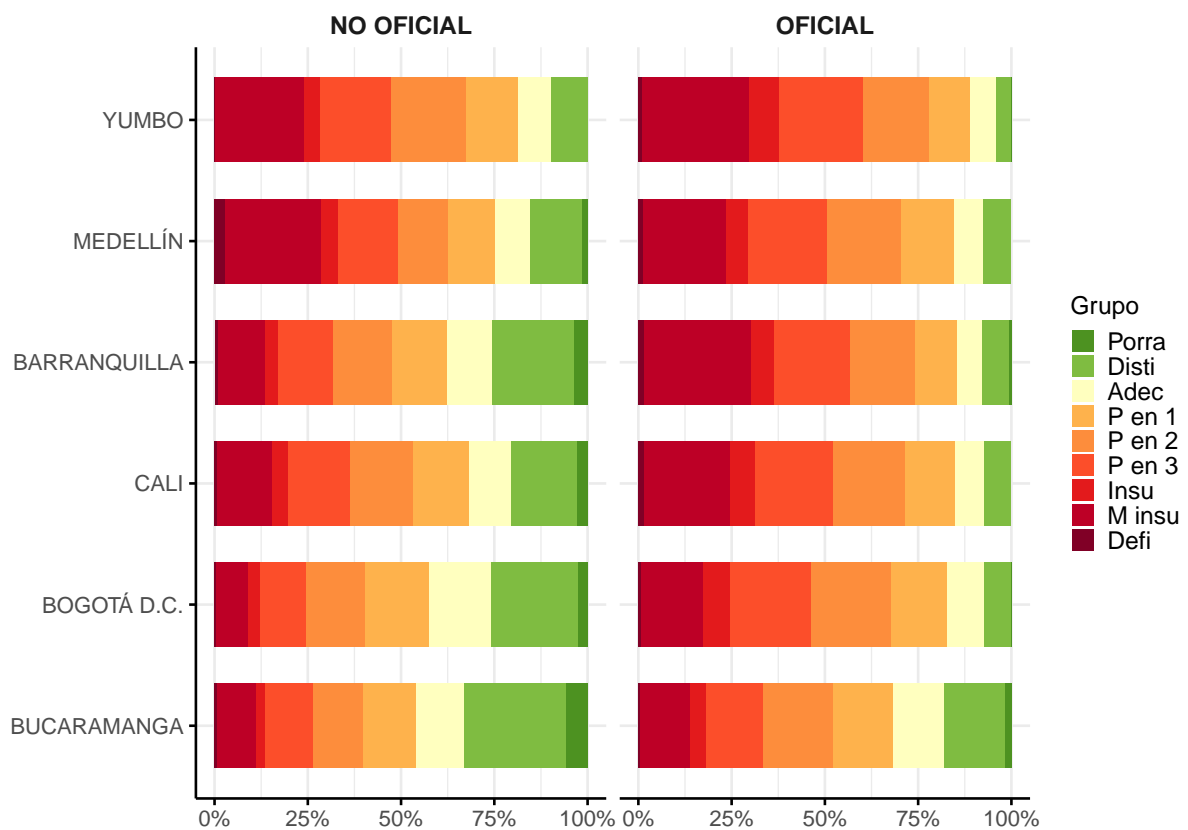 NO OFICIAL
OFICIAL
YUMBO
MEDELLÍN
BARRANQUILLA
CALI
BOGOTÁ D.C.
BUCARAMANGA
0% 25% 50% 75% 100%
0% 25% 50% 75% 100%
Grupo
Porra
Disti
Adec
P en 1
P en 2
P en 3
Insu
M insu
Defi